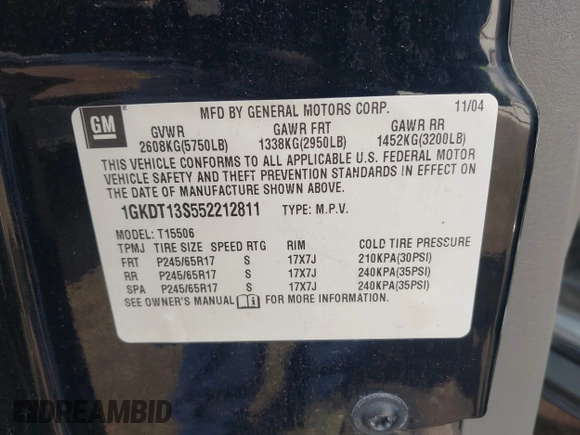 MFD BY GENERAL MOTORS CORP. 11/04
GM
GVWR GAWR FRT GAWR RR
2608KG(5750LB) 1338KG(2950LB) 1452KG(3200LB)
THIS VEHICLE CONFORMS TO ALL APPLICABLE U.S. FEDERAL MOTOR
VEHICLE SAFETY AND THEFT PREVENTION STANDARDS IN EFFECT ON
THE DATE OF MANUFACTURE SHOWN ABOVE.
1GKDT13S552212811 TYPE: M.P.V.
MODEL: T15506
TPMJ TIRE SIZE SPEED RTG RIM COLD TIRE PRESSURE
FRT P245/65R17 S 17X7J 210KPA(30PSI)
RR P245/65R17 S 17X7J 240KPA(35PSI)
SPA P245/65R17 S 17X7J 240KPA(35PSI)
SEE OWNER'S MANUAL FOR MORE INFORMATION.
DREAMBID